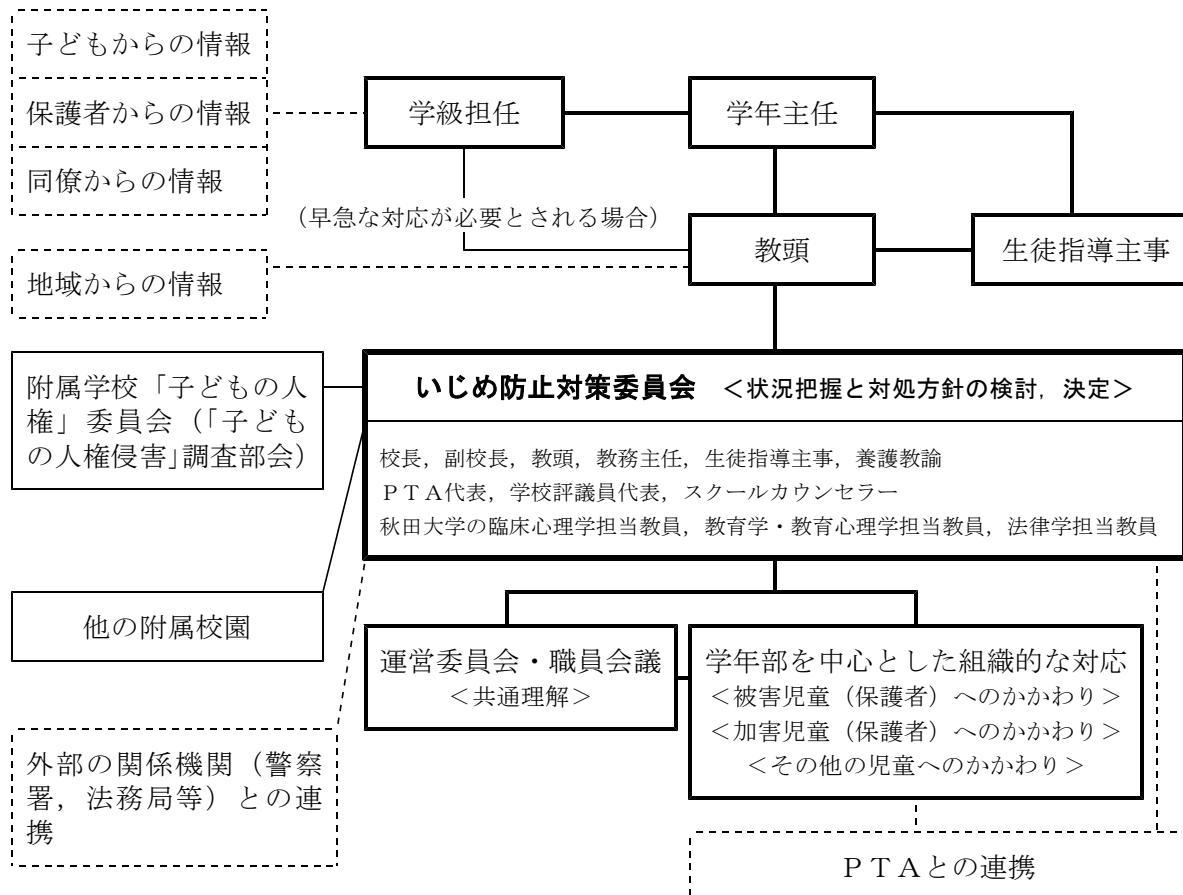 子どもからの情報
保護者からの情報
同僚からの情報
学級担任
学年主任
(早急な対応が必要とされる場合)
教頭
生徒指導主事
地域からの情報
附属学校「子どもの人
権」委員会(「子ども
の人権侵害」調査部会)
いじめ防止対策委員会 <状況把握と対処方針の検討,決定>
校長,副校長,教頭,教務主任,生徒指導主事,養護教諭
PTA代表,学校評議員代表,スクールカウンセラー
秋田大学の臨床心理学担当教員,教育学・教育心理学担当教員,法律学担当教員
他の附属校園
運営委員会・職員会議
<共通理解>
学年部を中心とした組織的な対応
<被害児童(保護者)へのかかわり>
<加害児童(保護者)へのかかわり>
<その他の児童へのかかわり>
外部の関係機関(警察
署,法務局等)との連
携
PTAとの連携